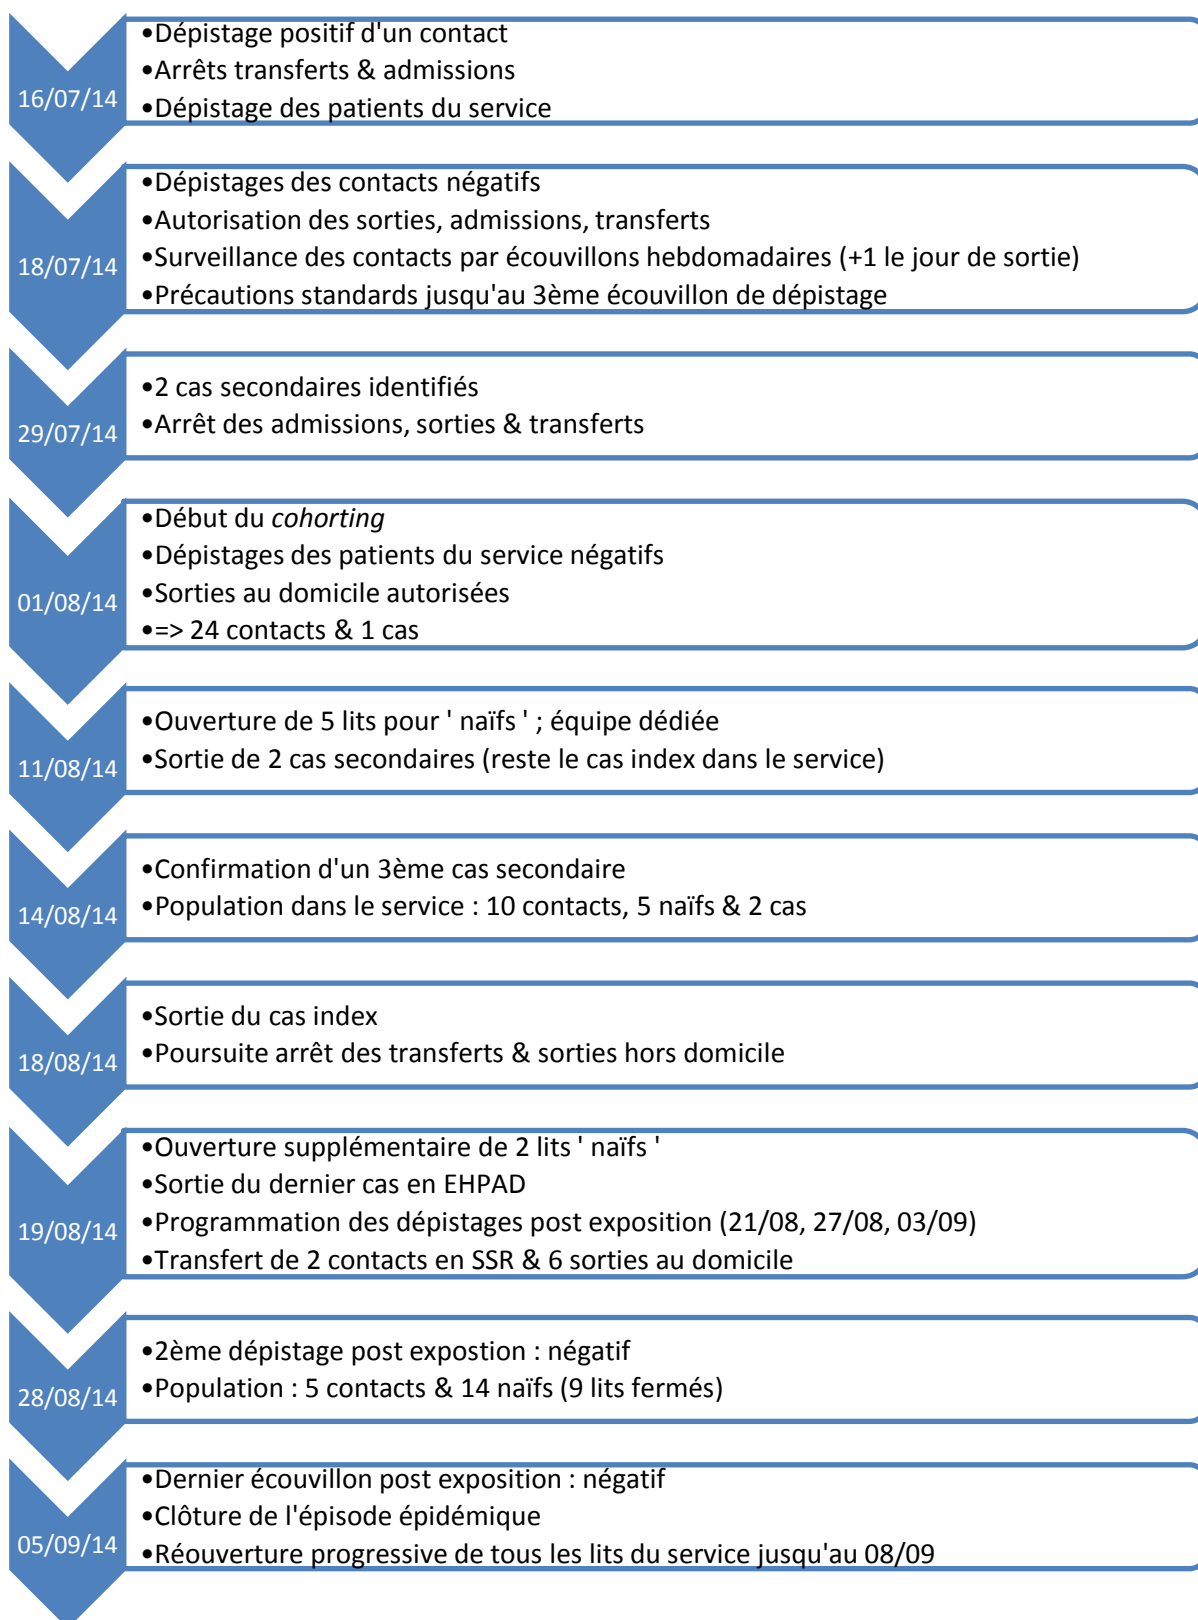 16/07/14
•Dépistage positif d'un contact
•Arrêts transferts & admissions
•Dépistage des patients du service
18/07/14
•Dépistages des contacts négatifs
•Autorisation des sorties, admissions, transferts
•Surveillance des contacts par écouvillons hebdomadaires (+1 le jour de sortie)
•Précautions standards jusqu'au 3ème écouvillon de dépistage
29/07/14
•2 cas secondaires identifiés
•Arrêt des admissions, sorties & transferts
01/08/14
•Début du cohorting
•Dépistages des patients du service négatifs
•Sorties au domicile autorisées
•=> 24 contacts & 1 cas
11/08/14
•Ouverture de 5 lits pour ' naïfs ' ; équipe dédiée
•Sortie de 2 cas secondaires (reste le cas index dans le service)
14/08/14
•Confirmation d'un 3ème cas secondaire
•Population dans le service : 10 contacts, 5 naïfs & 2 cas
18/08/14
•Sortie du cas index
•Poursuite arrêt des transferts & sorties hors domicile
19/08/14
•Ouverture supplémentaire de 2 lits ' naïfs '
•Sortie du dernier cas en EHPAD
•Programmation des dépistages post exposition (21/08, 27/08, 03/09)
•Transfert de 2 contacts en SSR & 6 sorties au domicile
28/08/14
•2ème dépistage post expostion : négatif
•Population : 5 contacts & 14 naïfs (9 lits fermés)
05/09/14
•Dernier écouvillon post exposition : négatif
•Clôture de l'épisode épidémique
•Réouverture progressive de tous les lits du service jusqu'au 08/09